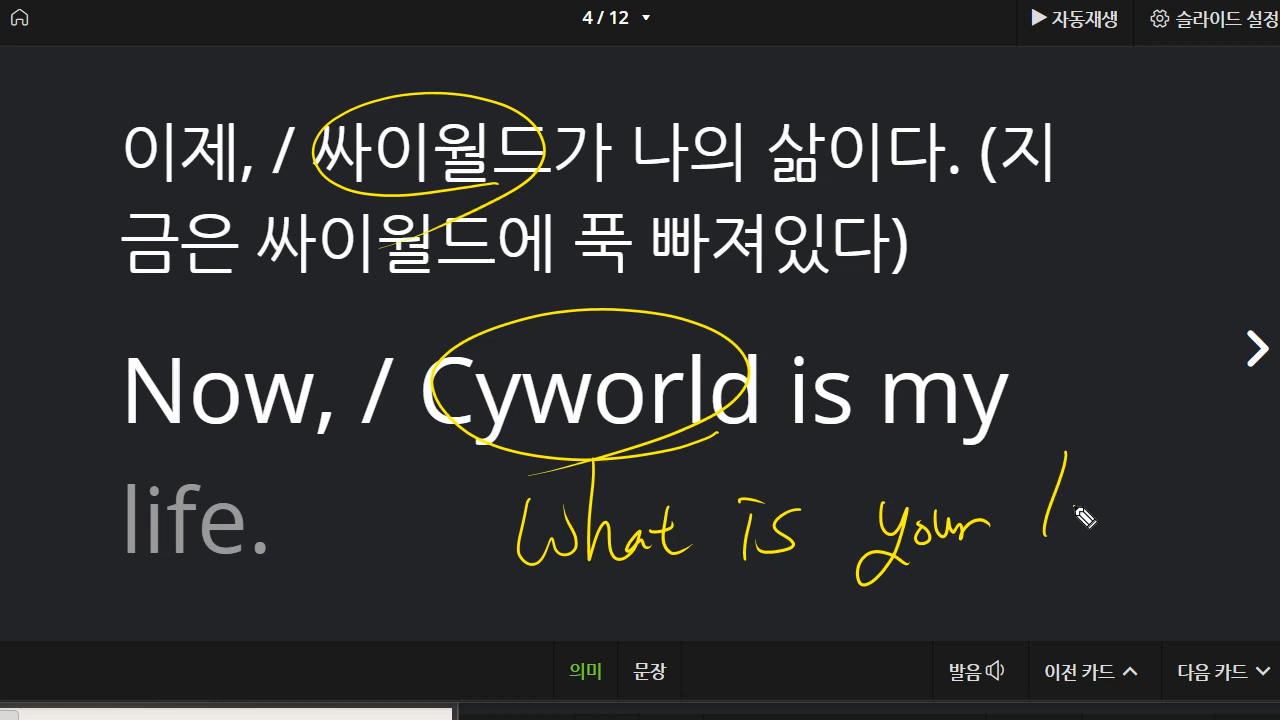 4 / 12
자동재생
슬라이드 설정
이제, / 싸이월드가 나의 삶이다. (지
금은 싸이월드에 푹 빠져있다)
Now, / Cyworld is my
life.
What is your l
의미
문장
발음
이전 카드
다음 카드